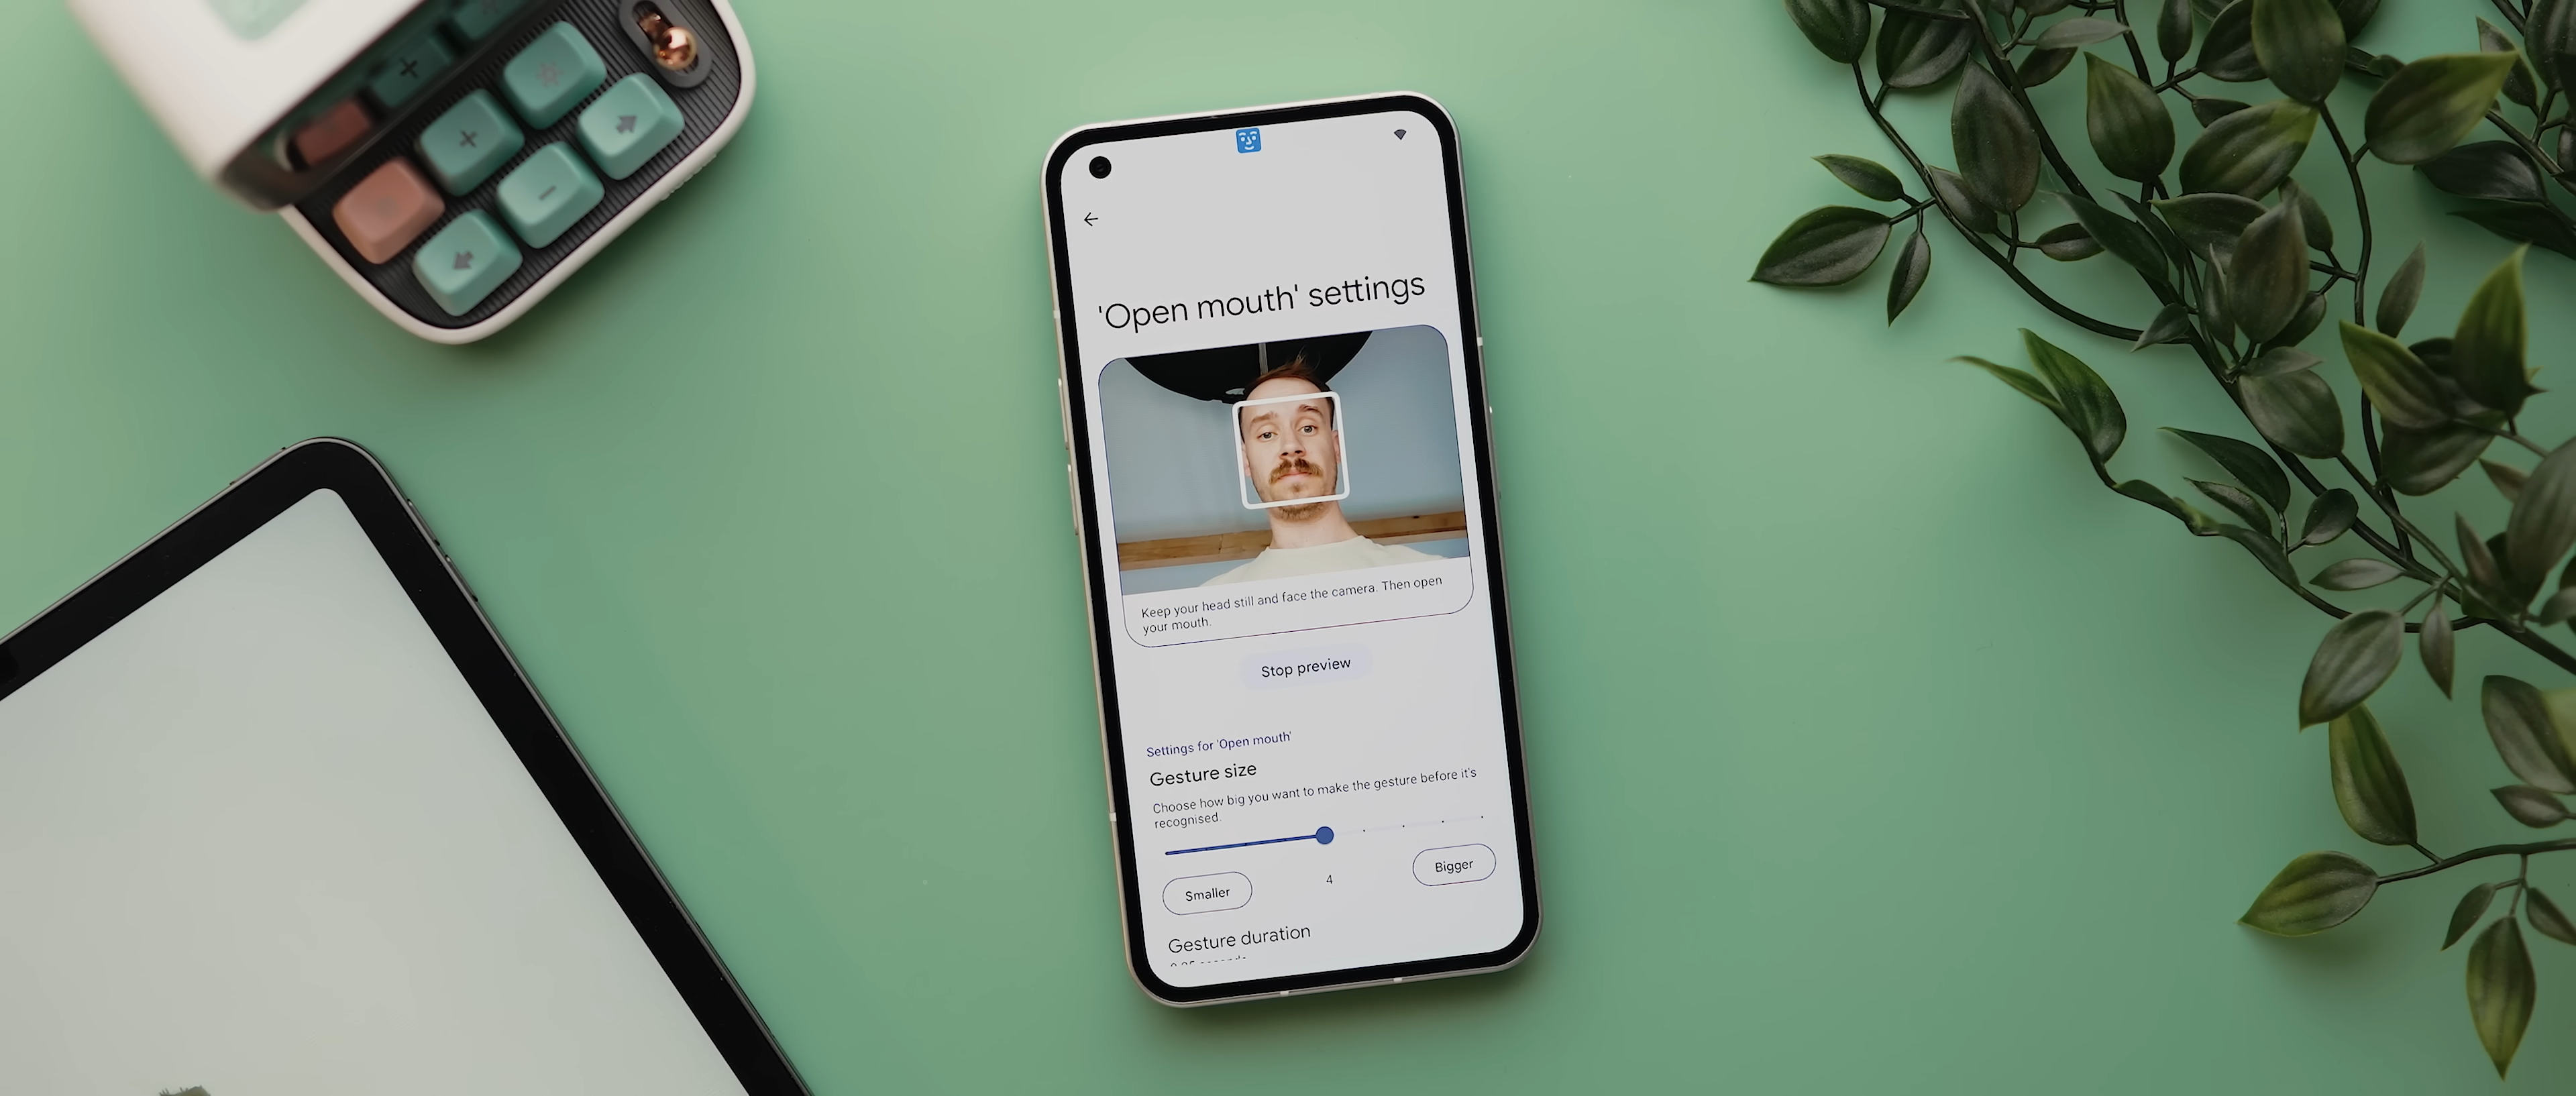 'Open mouth' settings
Keep your head still and face the camera. Then open
your mouth.
Stop preview
Settings for 'Open mouth'
Gesture size
Choose how big you want to make the gesture before it's
recognised.
4
Smaller
Bigger
Gesture duration